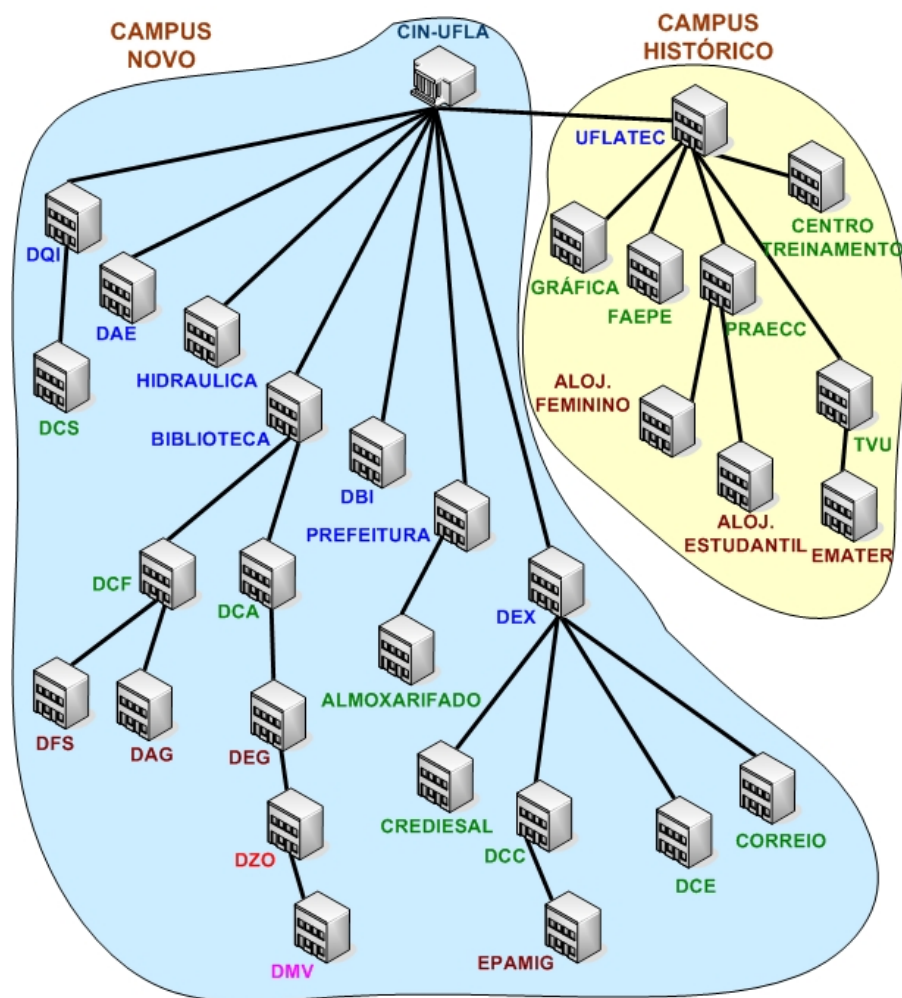 CAMPUS
NOVO
CIN-UFLA
CAMPUS
HISTÓRICO
UFLATEC
CENTRO
TREINAMENTO
DQI
GRÁFICA
FAEPE
PRAECC
DAE
HIDRAULICA
ALOJ.
FEMININO
DCS
BIBLIOTECA
TVU
DBI
ALOJ.
ESTUDANTIL
EMATER
PREFEITURA
DCF
DCA
DEX
ALMOXARIFADO
DFS
DAG
DEG
CREDIESAL
DCC
CORREIO
DZO
DCE
DMV
EPAMIG